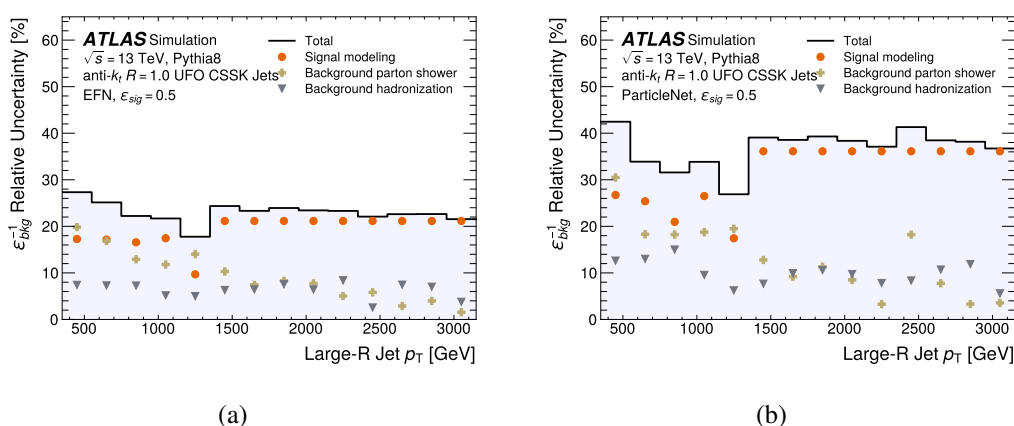 ATLAS Simulation
√s = 13 TeV, Pythia8
anti-kt R = 1.0 UFO CSSK Jets
EFN, εsig = 0.5
Total
Signal modeling
Background parton shower
Background hadronization
ε−1bkg Relative Uncertainty [%]
60
50
40
30
20
10
0
500 1000 1500 2000 2500 3000
Large-R Jet pT [GeV]
(a)
ATLAS Simulation
√s = 13 TeV, Pythia8
anti-kt R = 1.0 UFO CSSK Jets
ParticleNet, εsig = 0.5
Total
Signal modeling
Background parton shower
Background hadronization
ε−1bkg Relative Uncertainty [%]
60
50
40
30
20
10
0
500 1000 1500 2000 2500 3000
Large-R Jet pT [GeV]
(b)